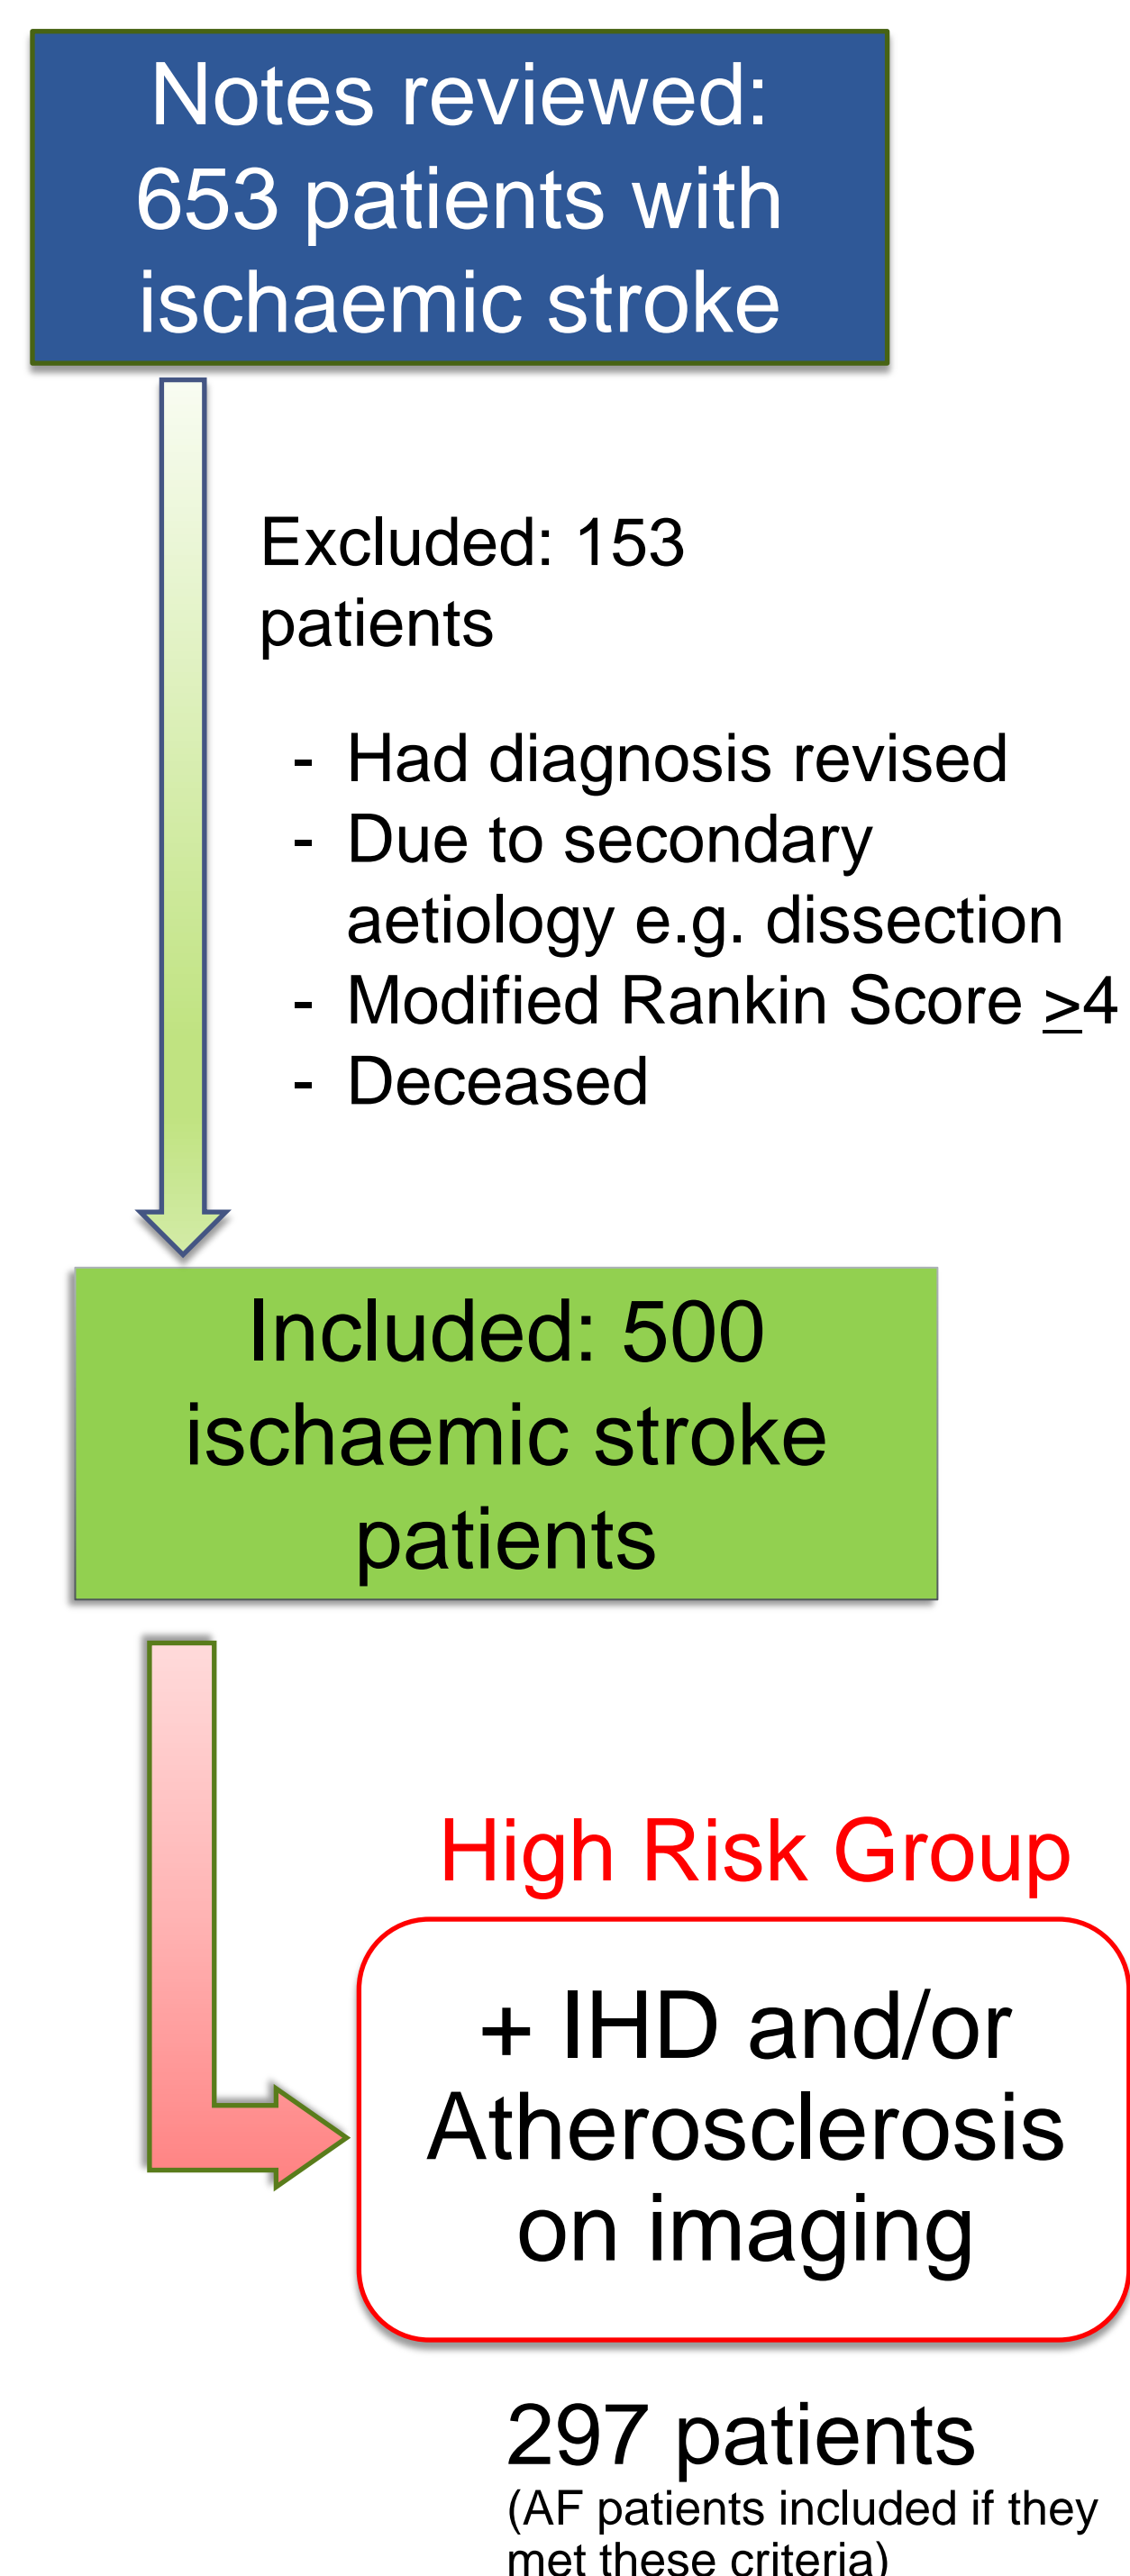 Notes reviewed:
653 patients with
ischaemic stroke
Excluded: 153
patients
- Had diagnosis revised
- Due to secondary
aetiology e.g. dissection
- Modified Rankin Score ≥4
- Deceased
Included: 500
ischaemic stroke
patients
High Risk Group
+ IHD and/or
Atherosclerosis
on imaging
297 patients
(AF patients included if they
met these criteria)